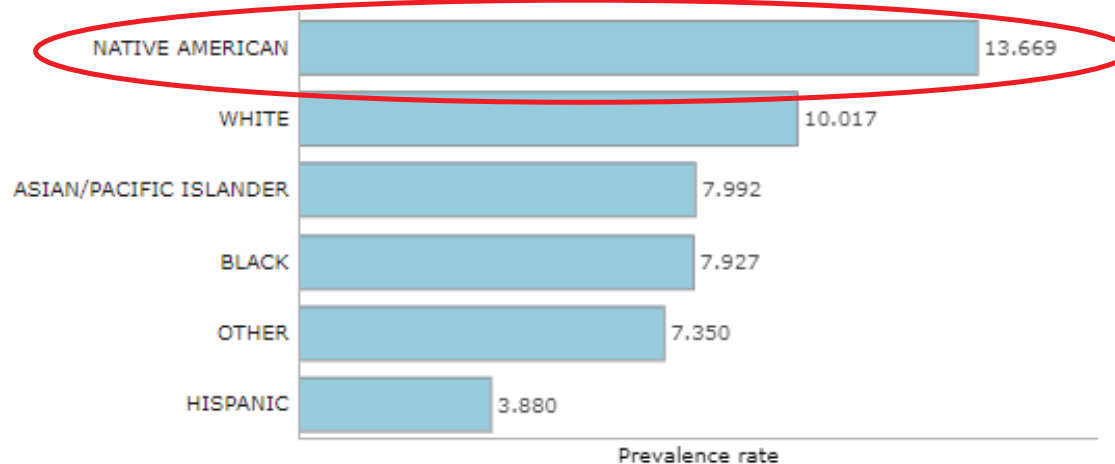 NATIVE AMERICAN 13.669
WHITE 10.017
ASIAN/PACIFIC ISLANDER 7.992
BLACK 7.927
OTHER 7.350
HISPANIC 3.880
Prevalence rate